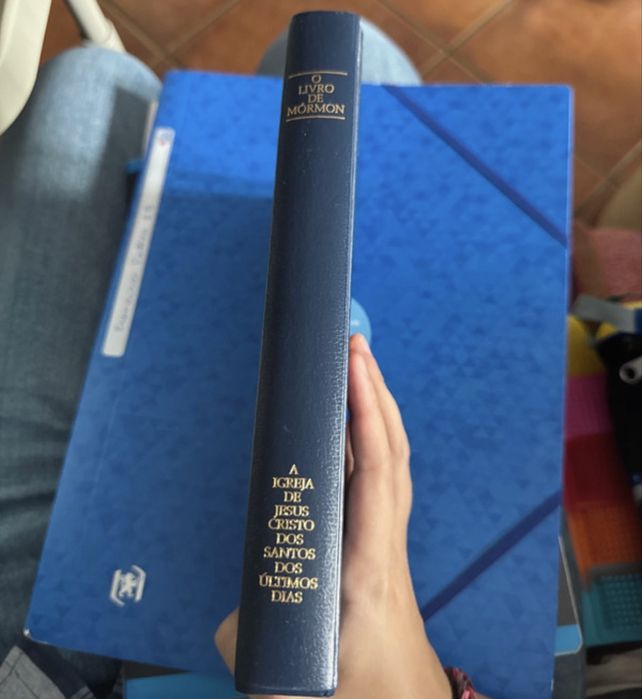 O
LIVRO
DE
MÓRMON
A
IGREJA
DE
JESUS
CRISTO
DOS
SANTOS
DOS
ÚLTIMOS
DIAS